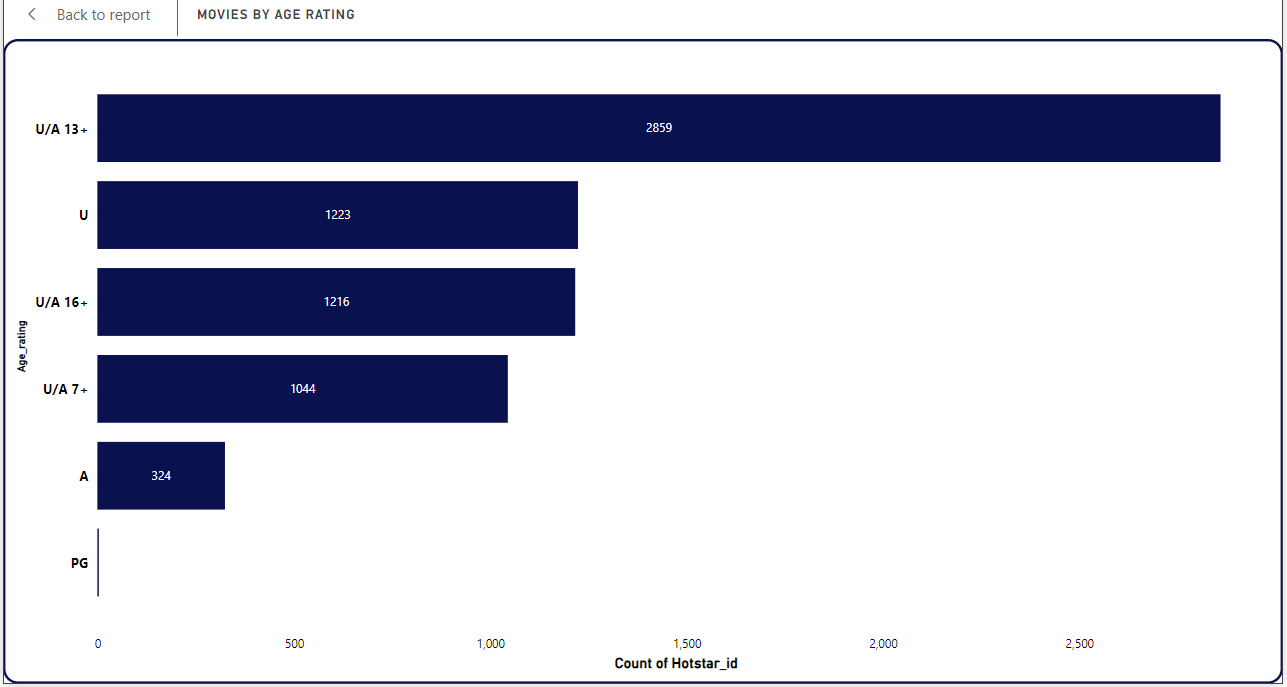 Back to report
MOVIES BY AGE RATING
Age_rating
U/A 13+
2859
U
1223
U/A 16+
1216
U/A 7+
1044
A
324
PG
0 500 1,000 1,500 2,000 2,500
Count of Hotstar_id